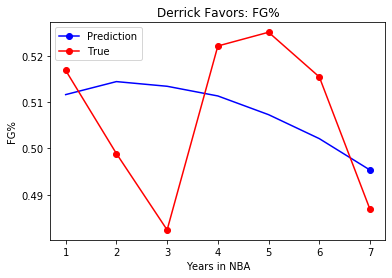 Derrick Favors: FG%
Prediction
True
0.52
0.51
0.50
0.49
FG%
1 2 3 4 5 6 7
Years in NBA